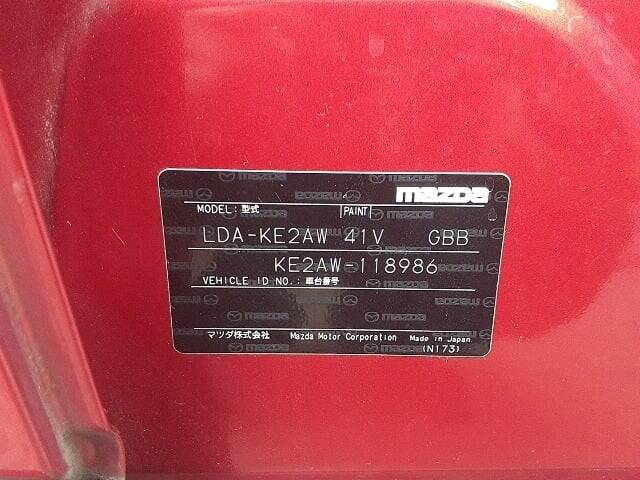 mazda
MODEL: 型式 PAINT
LDA-KE2AW 41V GBB
KE2AW-118986
VEHICLE ID NO.: 車台番号
マツダ株式会社 Mazda Motor Corporation Made in Japan
(N173)